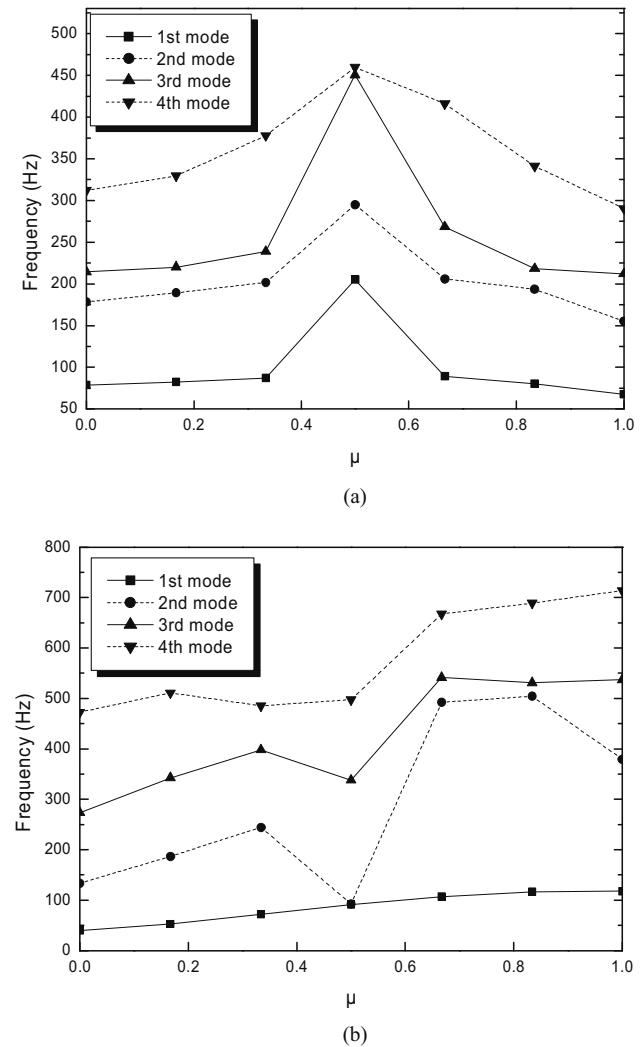 1st mode
2nd mode
3rd mode
4th mode
500
450
400
350
300
250
200
150
100
50
Frequency (Hz)
0.0 0.2 0.4 0.6 0.8 1.0
μ
(a)
800
700
600
500
400
300
200
100
0
Frequency (Hz)
1st mode
2nd mode
3rd mode
4th mode
0.0 0.2 0.4 0.6 0.8 1.0
μ
(b)